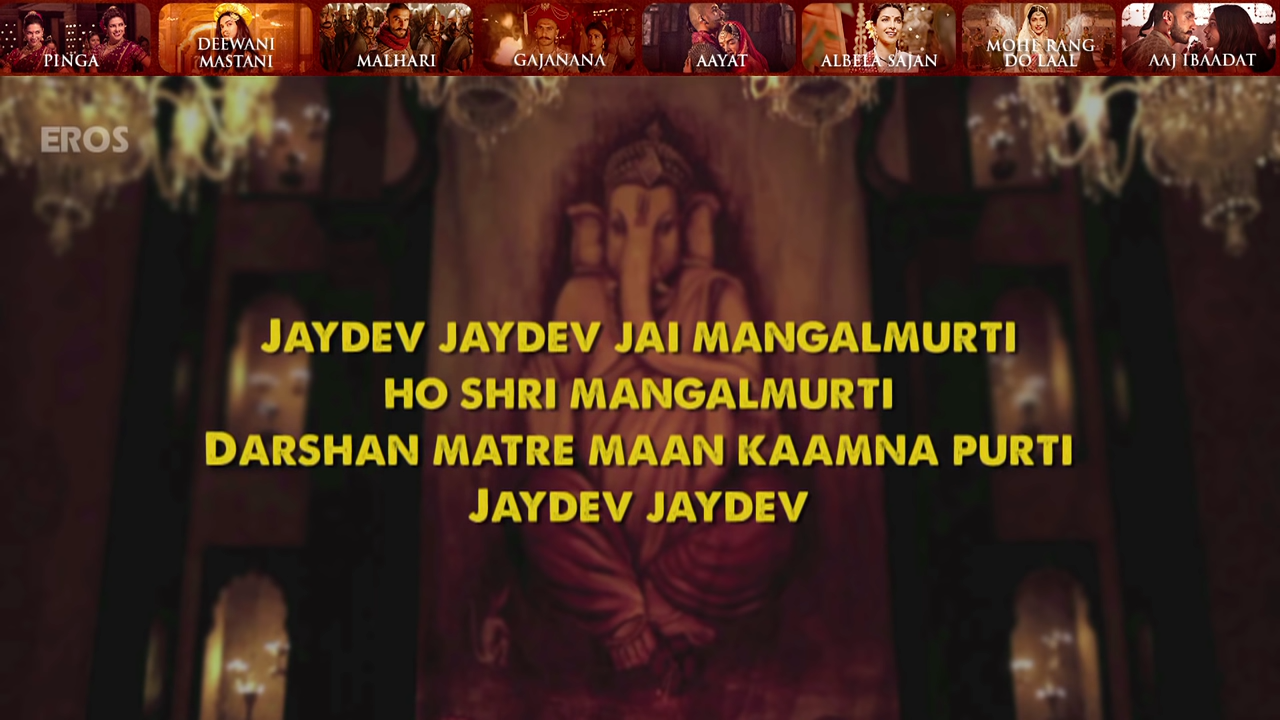 PINGA
DEEWANI
MASTANI
MALHARI
GAJANANA
AAYAT
ALBELA SAJAN
MOHE RANG
DO LAAL
AAJ IBAADAT
EROS
JAYDEV JAYDEV JAI MANGALMURTI
HO SHRI MANGALMURTI
DARSHAN MATRE MAAN KAAMNA PURTI
JAYDEV JAYDEV